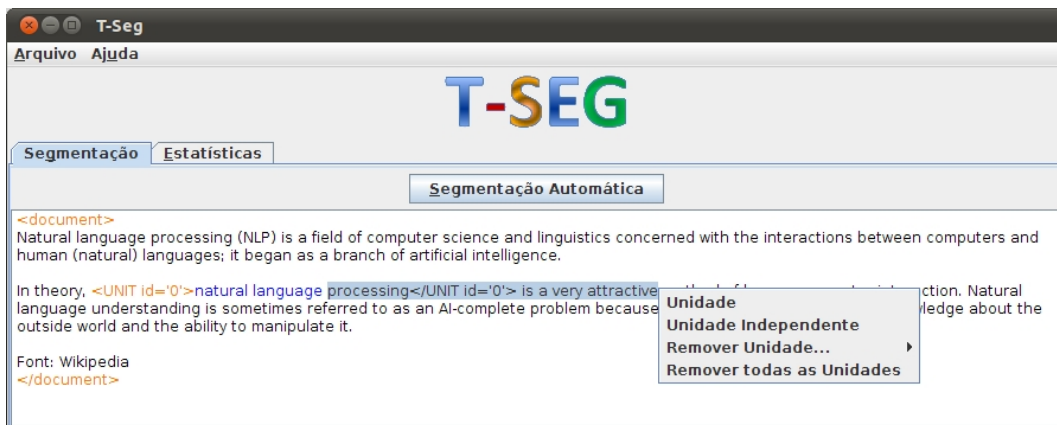 T-Seg
Arquivo Ajuda
T-SEG
Segmentação Estatísticas
Segmentação Automática
<document>
Natural language processing (NLP) is a field of computer science and linguistics concerned with the interactions between computers and
human (natural) languages; it began as a branch of artificial intelligence.
In theory, <UNIT id='0'>natural language processing</UNIT id='0'> is a very attractive ction. Natural
language understanding is sometimes referred to as an AI-complete problem because ledge about the
outside world and the ability to manipulate it.
Font: Wikipedia
</document>
Unidade
Unidade Independente
Remover Unidade...
Remover todas as Unidades